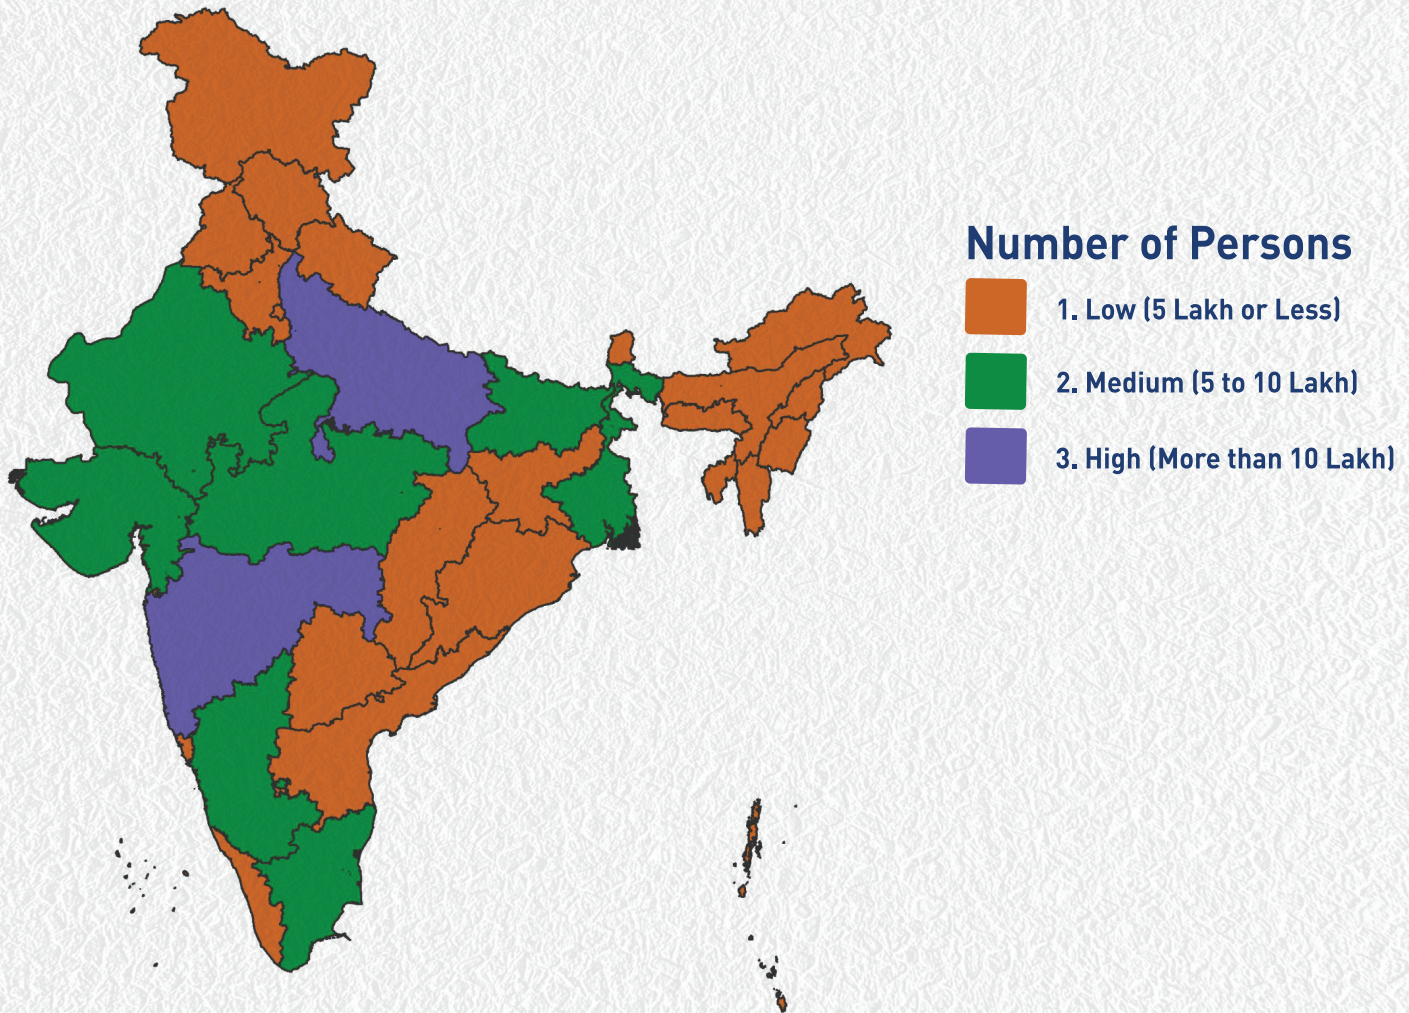 Number of Persons
1. Low (5 Lakh or Less)
2. Medium (5 to 10 Lakh)
3. High (More than 10 Lakh)